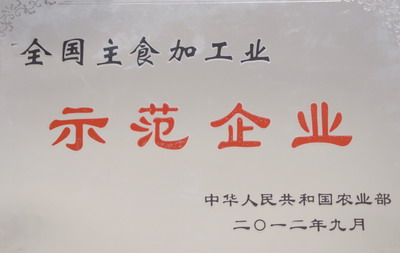 全国主食加工业
示范企业
中华人民共和国农业部
二〇一二年九月